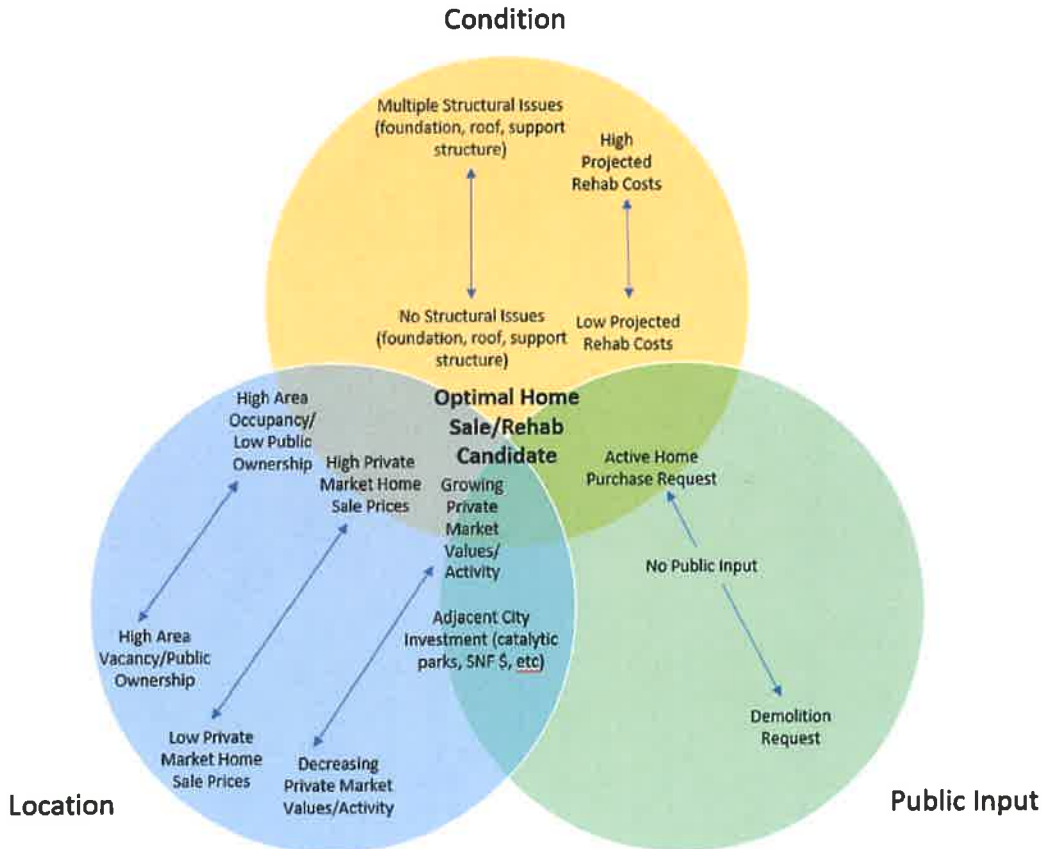 Condition
Multiple Structural Issues
(foundation, roof, support
structure)
High
Projected
Rehab Costs
No Structural Issues
(foundation, roof, support
structure)
Low Projected
Rehab Costs
Optimal Home
Sale/Rehab
Candidate
High Area
Occupancy/
Low Public
Ownership
High Private
Market Home
Sale Prices
Growing
Private
Market
Values/
Activity
Active Home
Purchase Request
No Public Input
Adjacent City
Investment (catalytic
parks, SNF $, etc)
High Area
Vacancy/Public
Ownership
Low Private
Market Home
Sale Prices
Decreasing
Private Market
Values/Activity
Demolition
Request
Location
Public Input